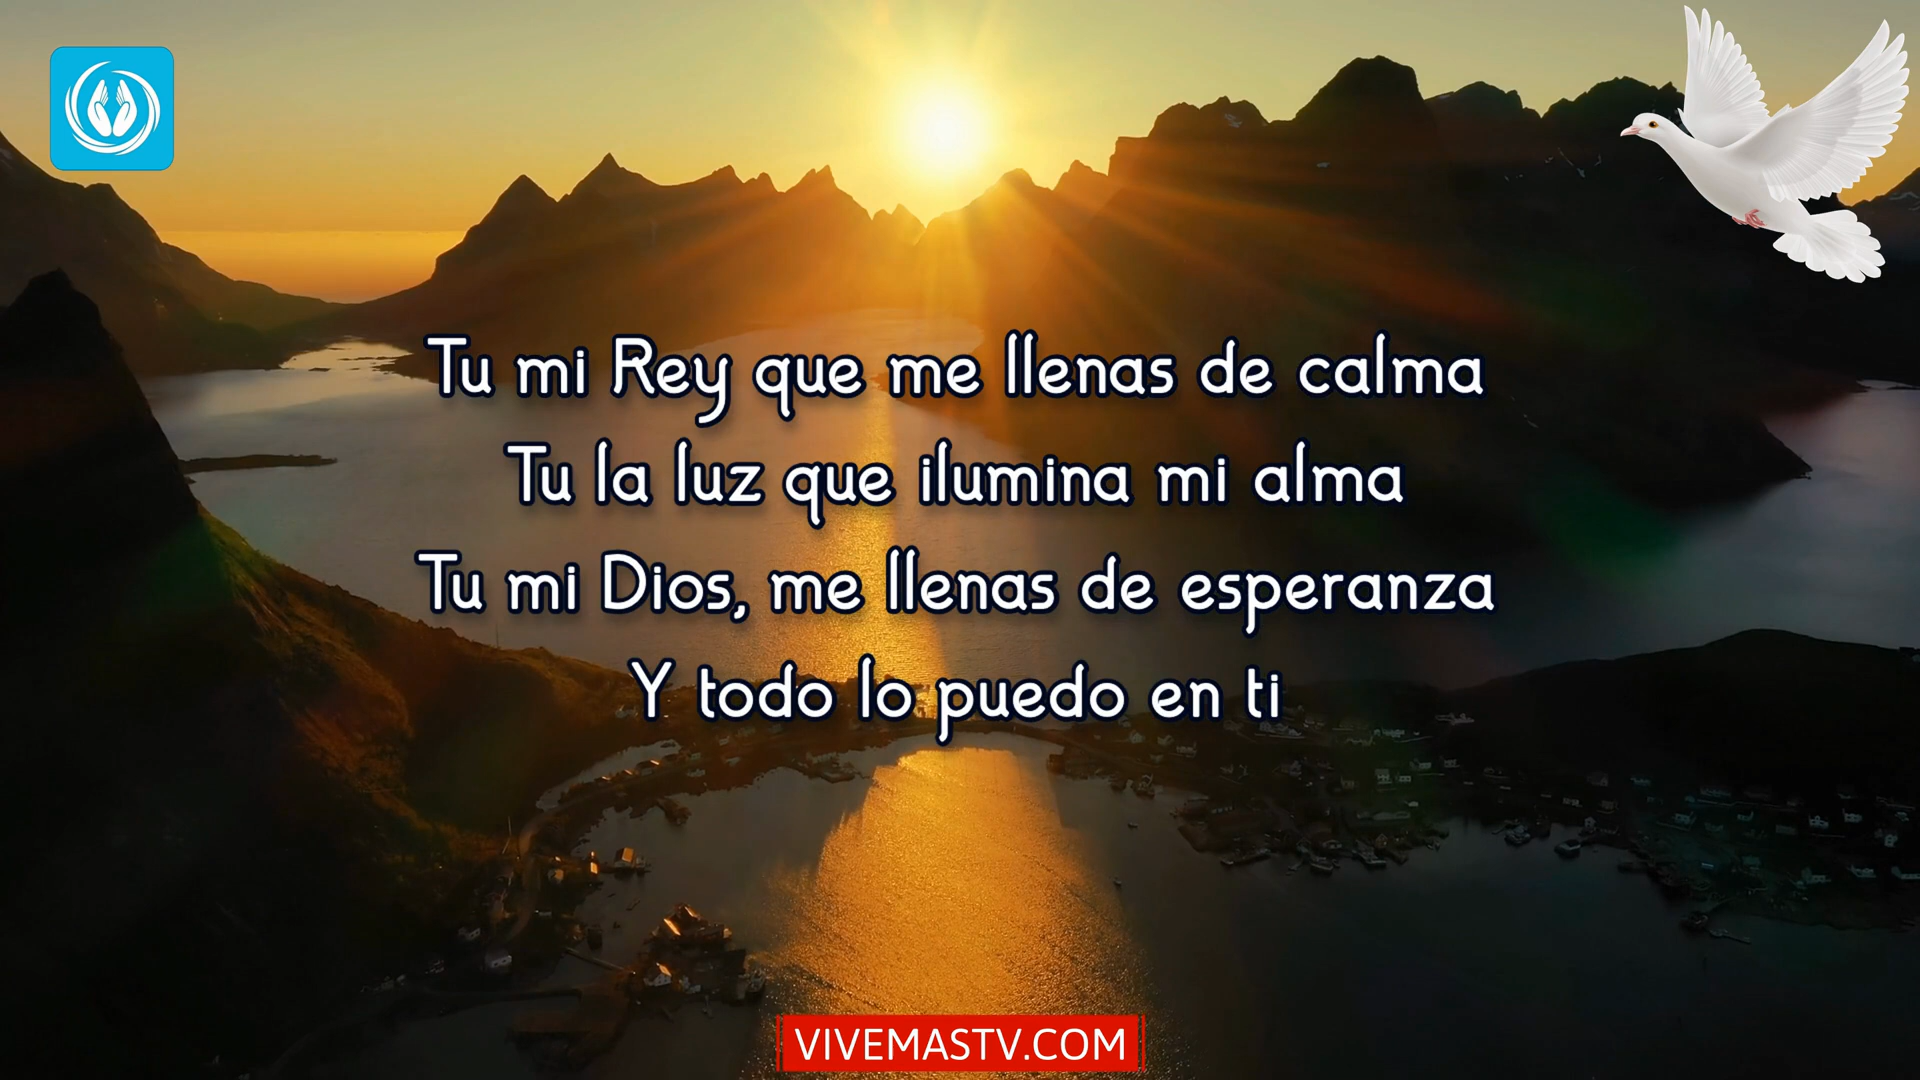 Tu mi Rey que me llenas de calma
Tu la luz que ilumina mi alma
Tu mi Dios, me llenas de esperanza
Y todo lo puedo en ti
VIVEMASTV.COM